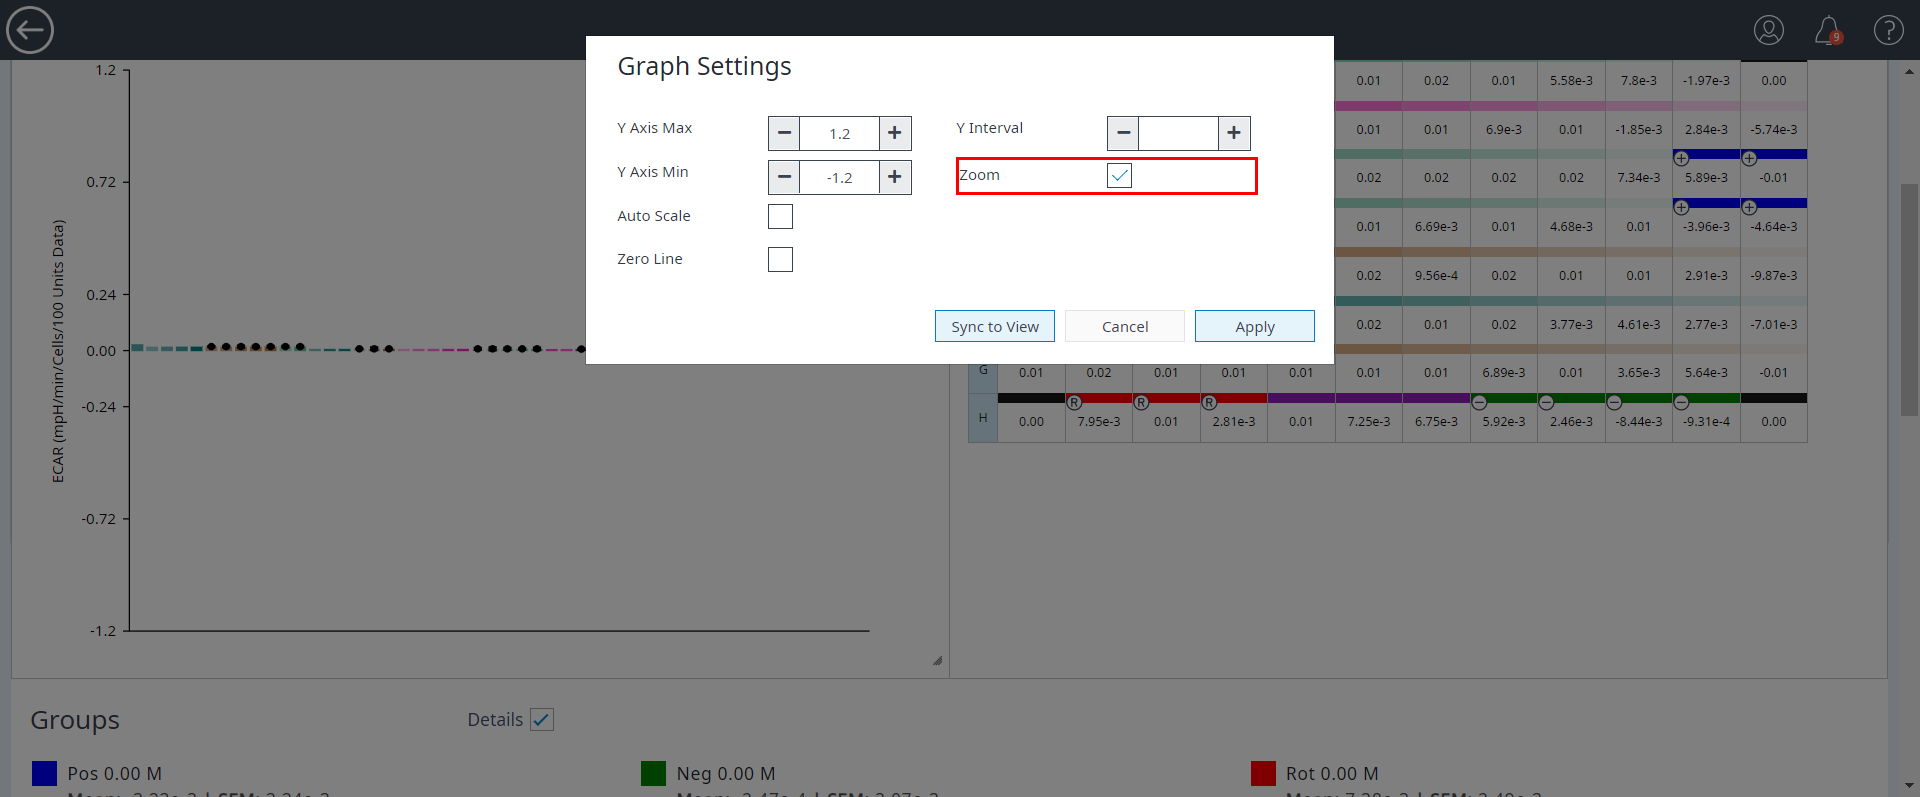 9
Graph Settings
Y Axis Max 1.2 Y Interval
Y Axis Min -1.2 Zoom
Auto Scale
Zero Line
Sync to View Cancel Apply
1.2
0.72
0.24
0.00
-0.24
-0.72
-1.2
ECAR (mpH/min/Cells/100 Units Data)
0.01 0.02 0.01 5.58e-3 7.8e-3 -1.97e-3 0.00
0.01 0.01 6.9e-3 0.01 -1.85e-3 2.84e-3 -5.74e-3
0.02 0.02 0.02 0.02 7.34e-3 5.89e-3 -0.01
0.01 6.69e-3 0.01 4.68e-3 0.01 -3.96e-3 -4.64e-3
0.02 9.56e-4 0.02 0.01 0.01 2.91e-3 -9.87e-3
0.02 0.01 0.02 3.77e-3 4.61e-3 2.77e-3 -7.01e-3
G 0.01 0.02 0.01 0.01 0.01 0.01 0.01 6.89e-3 0.01 3.65e-3 5.64e-3 -0.01
R R R
H 0.00 7.95e-3 0.01 2.81e-3 0.01 7.25e-3 6.75e-3 5.92e-3 2.46e-3 -8.44e-3 -9.31e-4 0.00
Groups Details
Pos 0.00 M Neg 0.00 M Rot 0.00 M